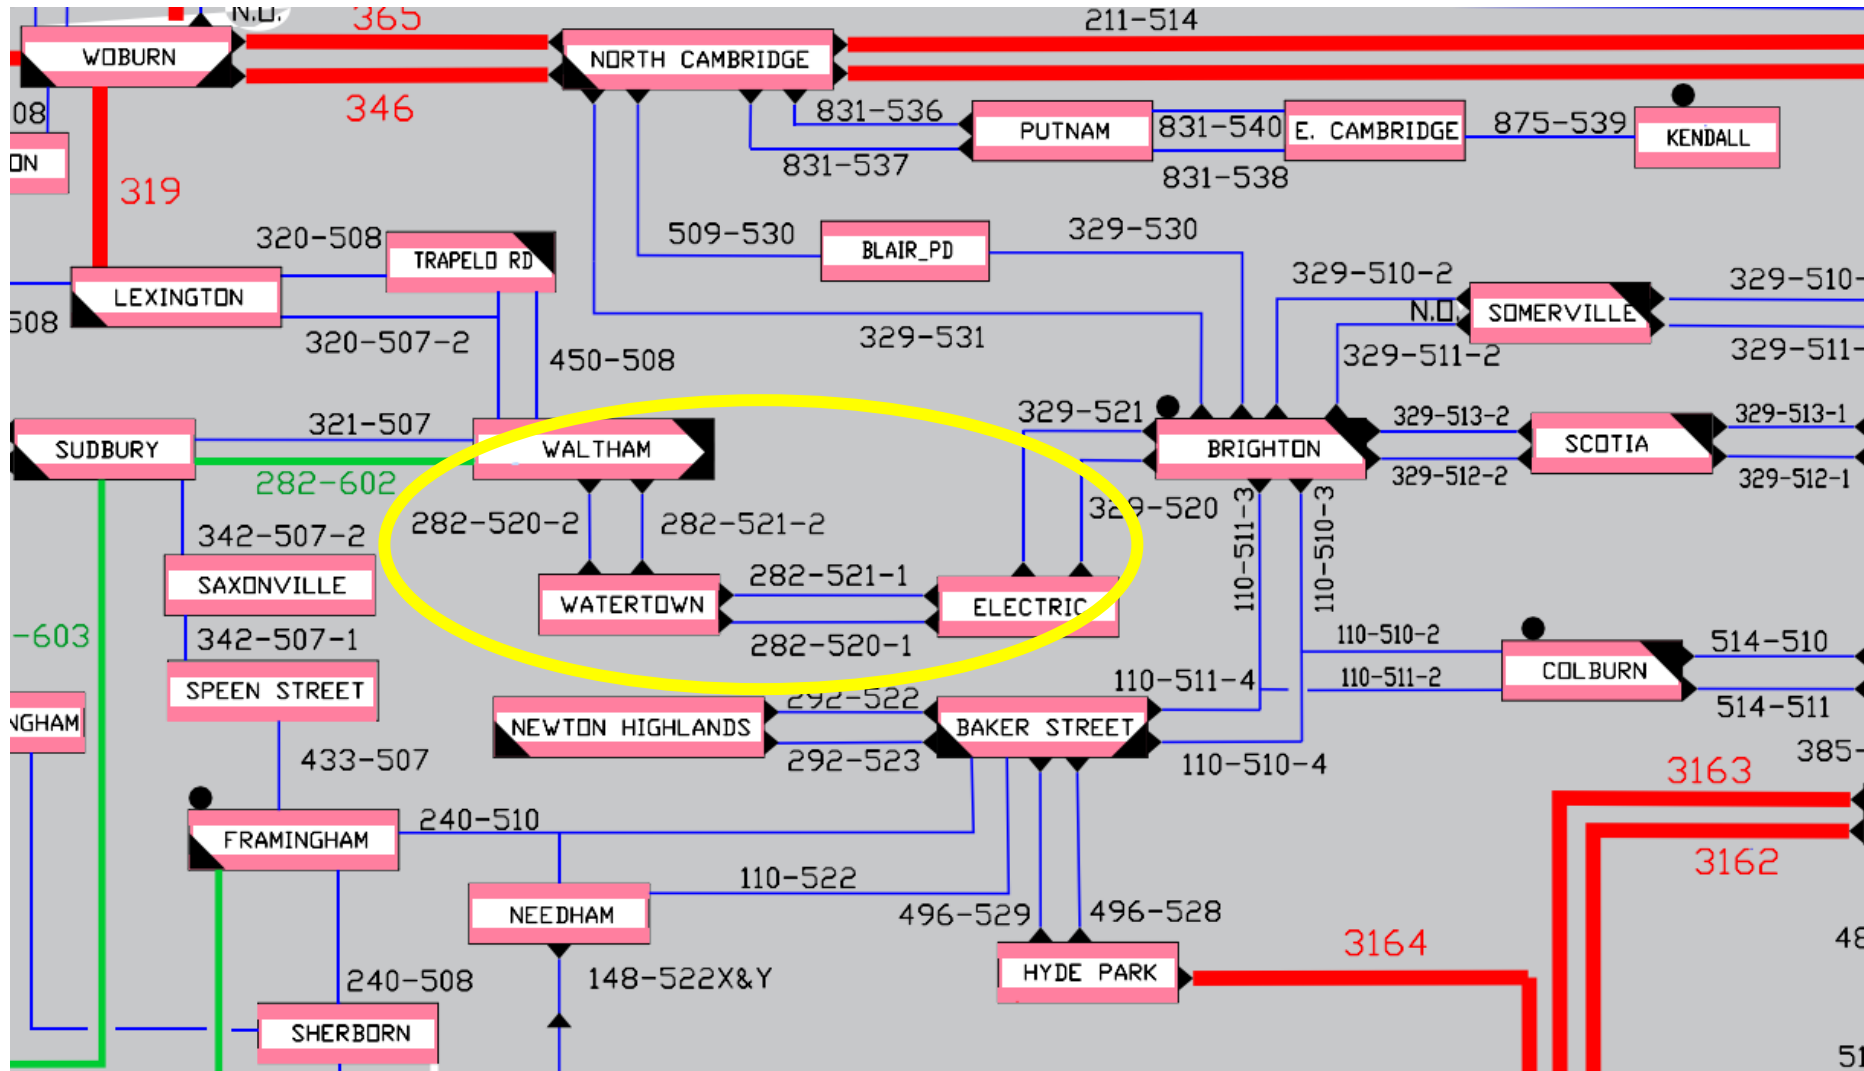 N.O.
365
211-514
WOBURN
NORTH CAMBRIDGE
346
08
831-536
PUTNAM
831-540
E. CAMBRIDGE
875-539
KENDALL
ON
831-537
831-538
319
320-508
TRAPELO RD
509-530
BLAIR_PD
329-530
329-510-2
329-510-
LEXINGTON
N.O.
SOMERVILLE
508
320-507-2
450-508
329-531
329-511-2
329-511-
321-507
329-521
329-513-2
329-513-1
SUDBURY
WALTHAM
BRIGHTON
SCOTIA
282-602
329-512-2
329-512-1
282-520-2
282-521-2
329-520
110-511-3
110-510-3
342-507-2
SAXONVILLE
282-521-1
WATERTOWN
ELECTRIC
-603
342-507-1
282-520-1
110-510-2
514-510
SPEEN STREET
110-511-4
110-511-2
COLBURN
292-522
514-511
NGHAM
NEWTON HIGHLANDS
BAKER STREET
433-507
292-523
110-510-4
385-
3163
240-510
FRAMINGHAM
3162
110-522
NEEDHAM
496-529
496-528
3164
48
240-508
148-522X&Y
HYDE PARK
SHERBORN
51